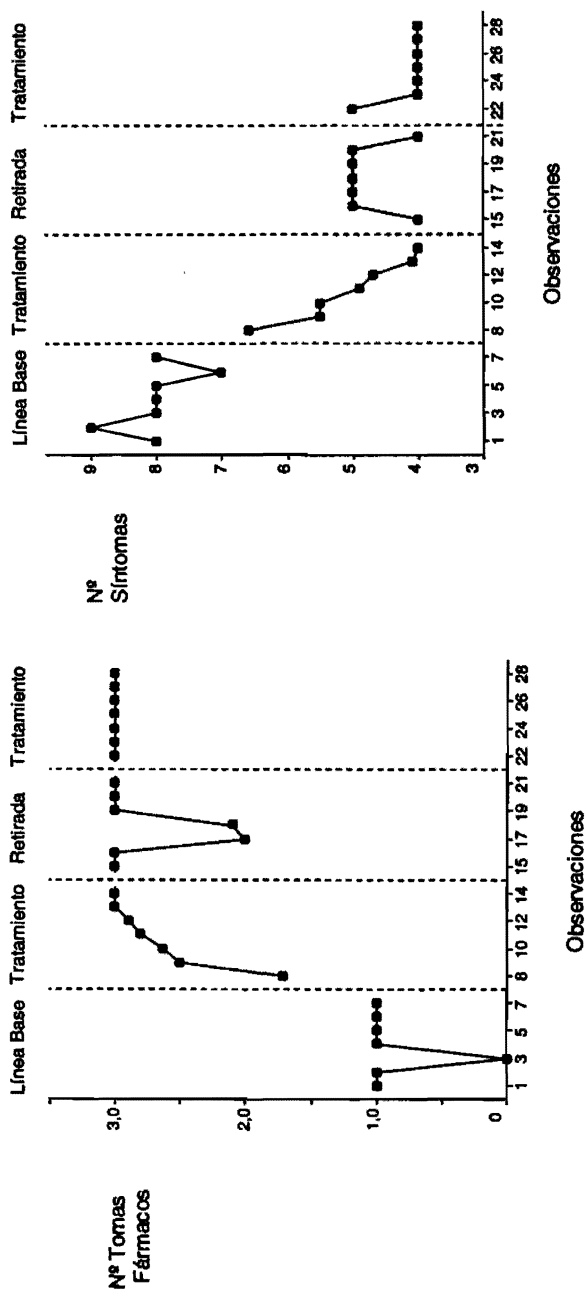 Línea Base Tratamiento Retirada Tratamiento
Nº Tomas
Fármacos
3,0
2,0
1,0
0
1 3 5 7 8 10 12 14 15 17 19 21 22 24 26 28
Observaciones
Línea Base Tratamiento Retirada Tratamiento
Nº
Síntomas
9
8
7
6
5
4
3
1 3 5 7 8 10 12 14 15 17 19 21 22 24 26 28
Observaciones